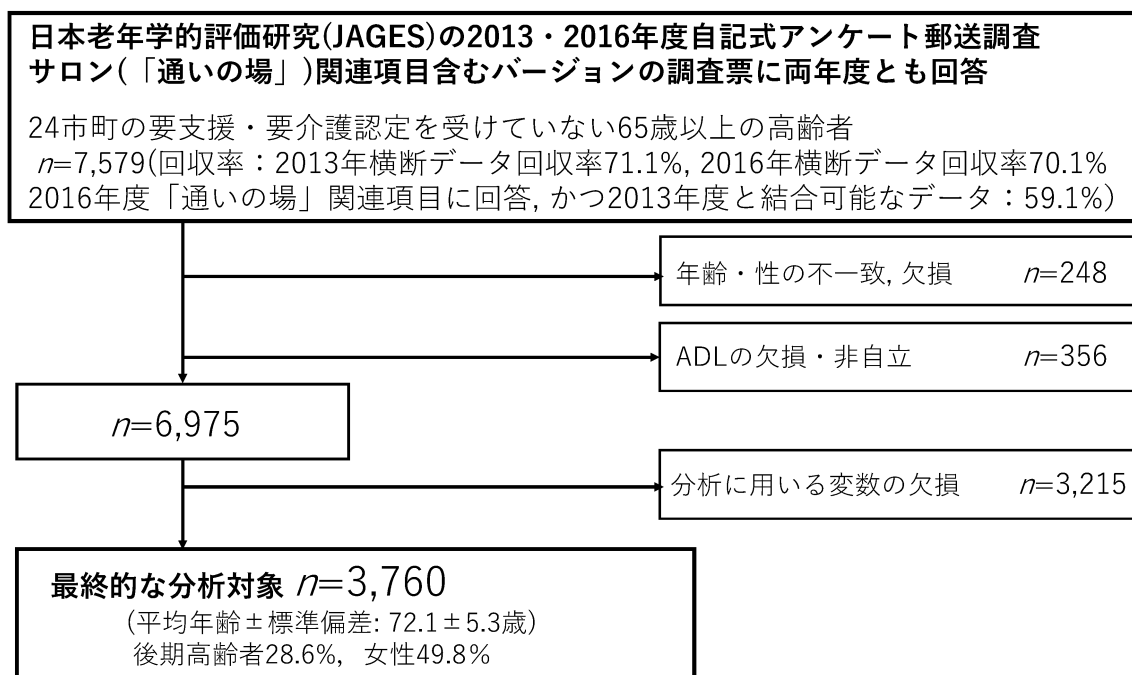 日本老年学的評価研究(JAGES)の2013・2016年度自記式アンケート郵送調査
サロン(「通いの場」)関連項目含むバージョンの調査票に両年度とも回答
24市町の要支援・要介護認定を受けていない65歳以上の高齢者
n=7,579(回収率：2013年横断データ回収率71.1%, 2016年横断データ回収率70.1%
2016年度「通いの場」関連項目に回答, かつ2013年度と結合可能なデータ：59.1%)
年齢・性の不一致, 欠損 n=248
ADLの欠損・非自立 n=356
n=6,975
分析に用いる変数の欠損 n=3,215
最終的な分析対象 n=3,760
(平均年齢±標準偏差: 72.1±5.3歳)
後期高齢者28.6%, 女性49.8%